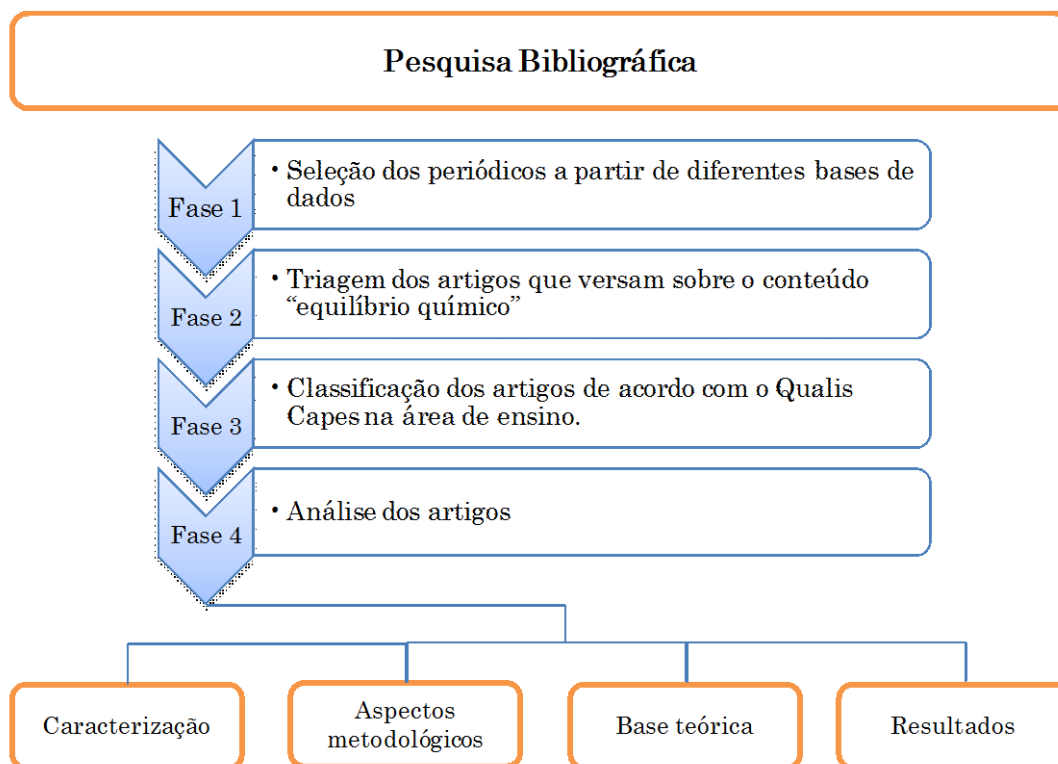 Pesquisa Bibliográfica
Fase 1
• Seleção dos periódicos a partir de diferentes bases de
dados
Fase 2
• Triagem dos artigos que versam sobre o conteúdo
“equilíbrio químico”
Fase 3
• Classificação dos artigos de acordo com o Qualis
Capes na área de ensino.
Fase 4
• Análise dos artigos
Caracterização
Aspectos
metodológicos
Base teórica
Resultados